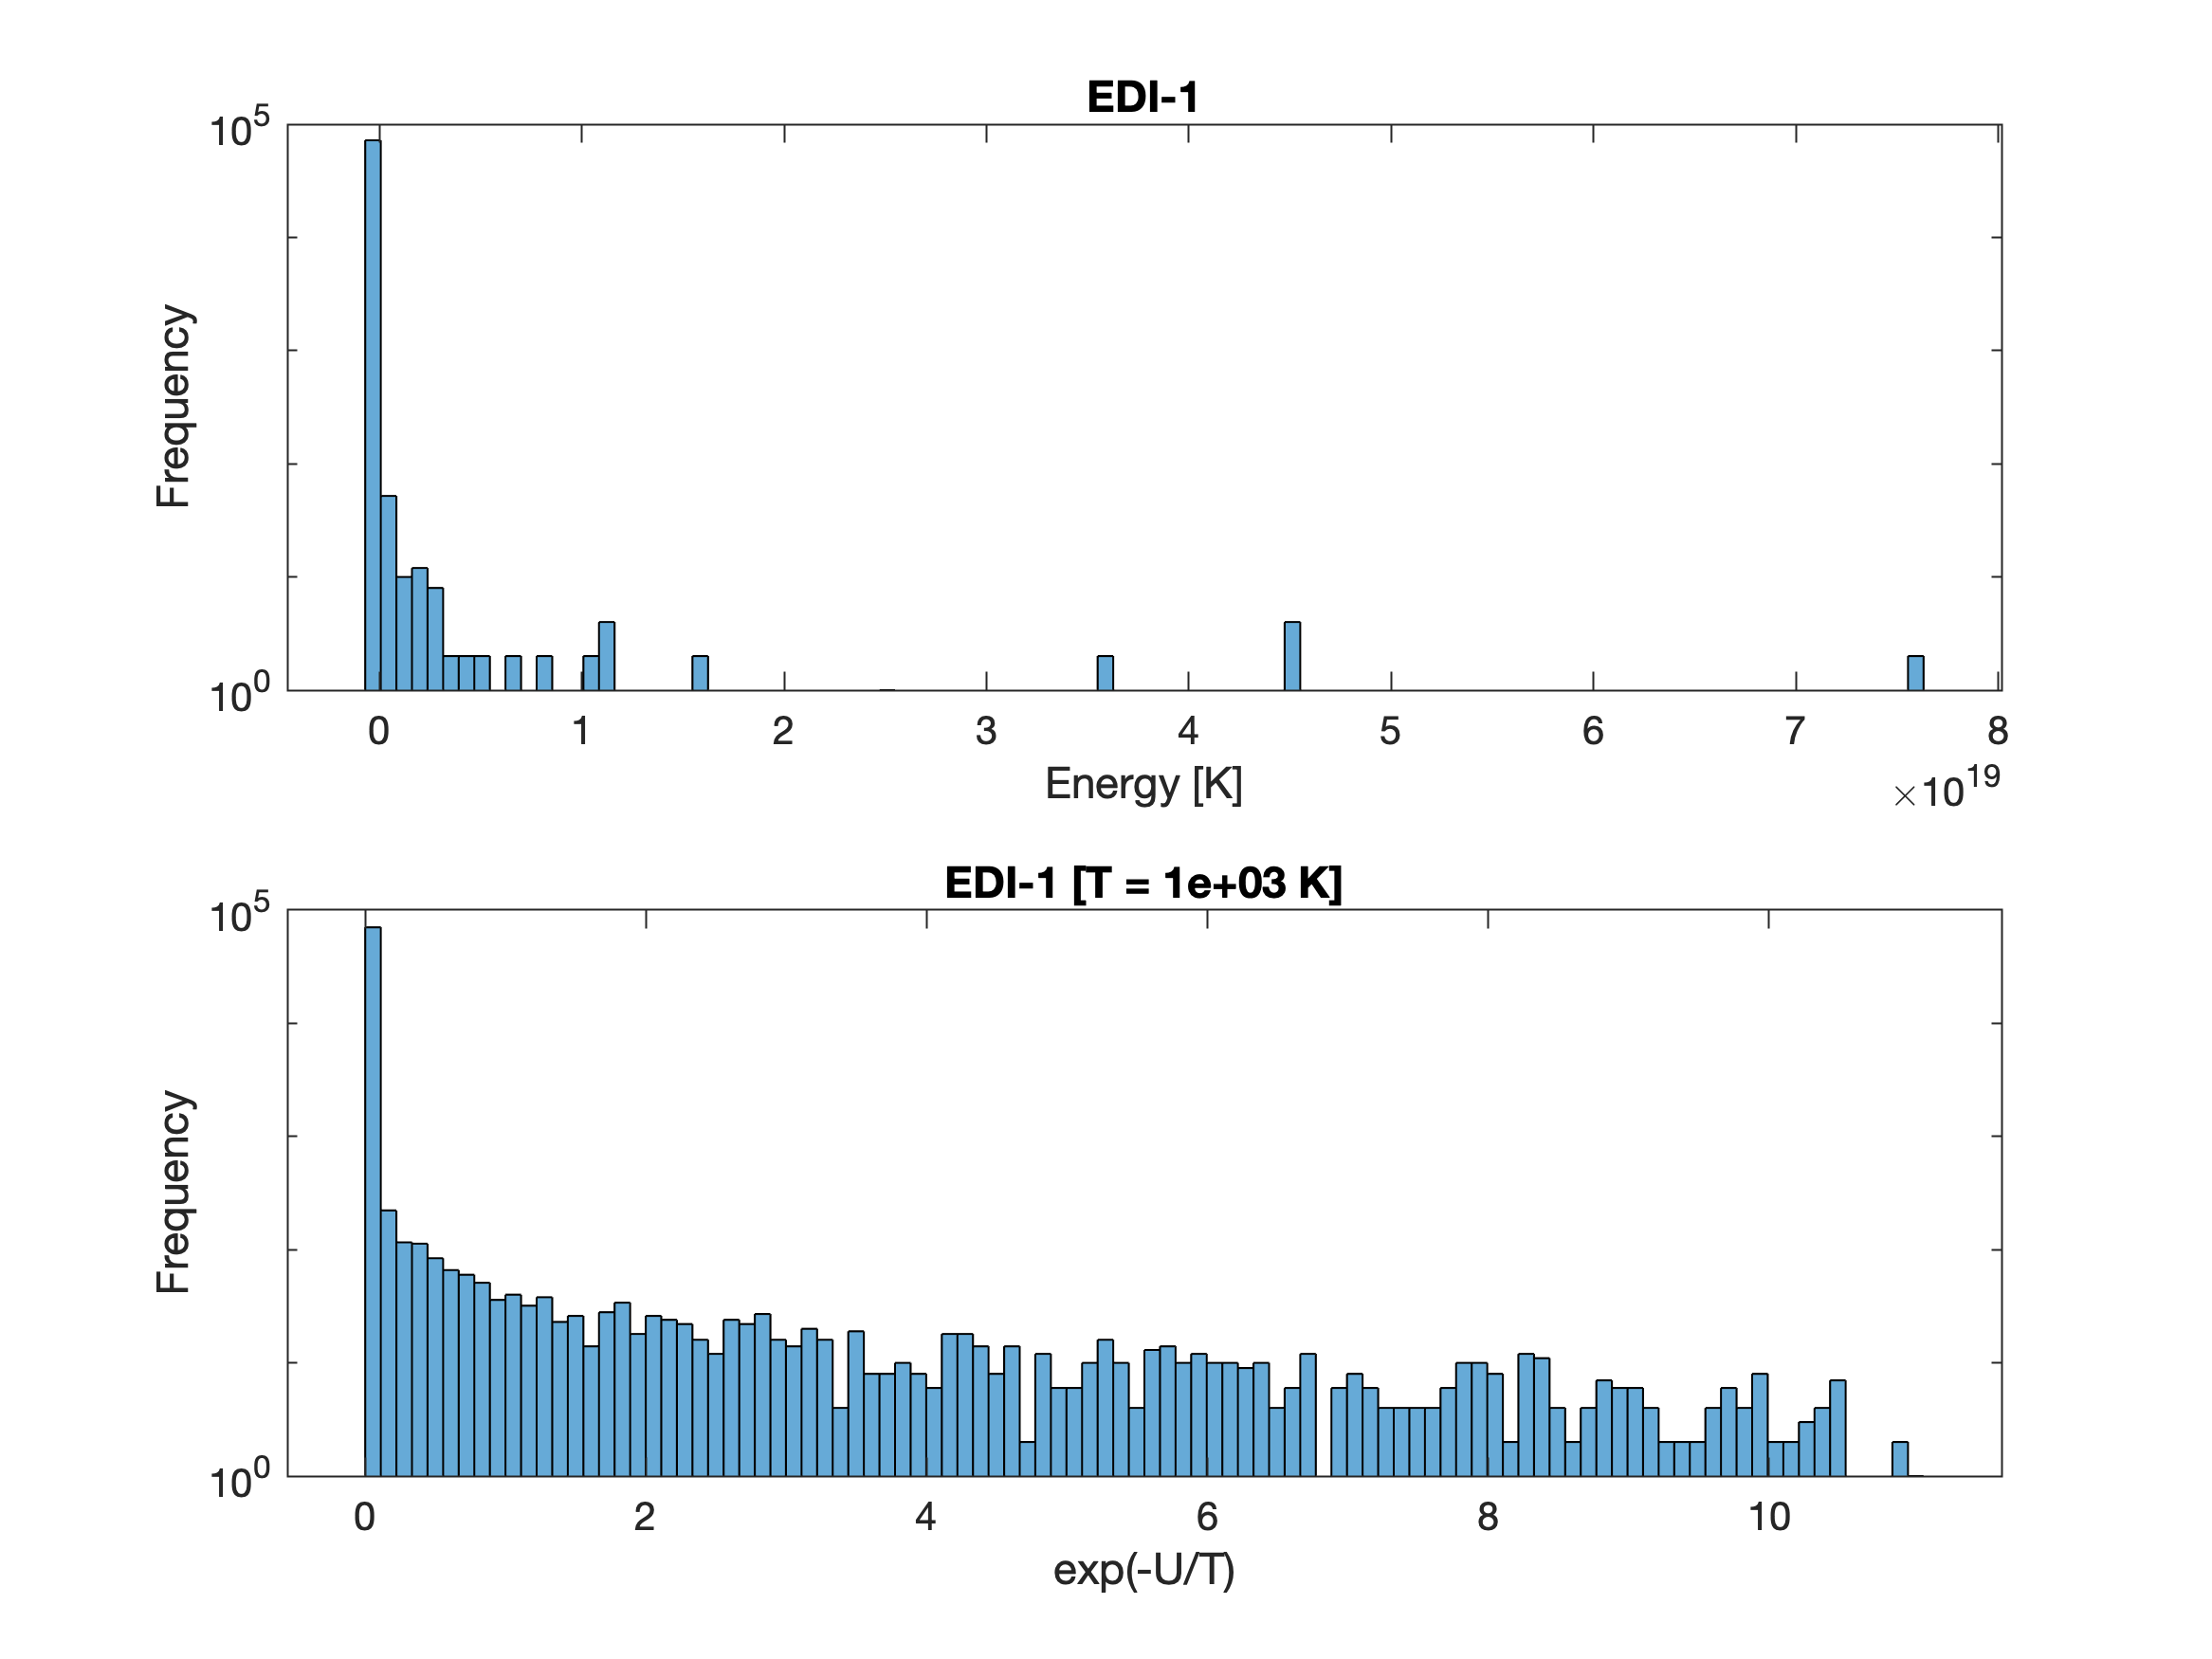 EDI-1
10^5
Frequency
10^0
0 1 2 3 4 5 6 7 8
Energy [K]
×10^19
EDI-1 [T = 1e+03 K]
10^5
Frequency
10^0
0 2 4 6 8 10
exp(-U/T)